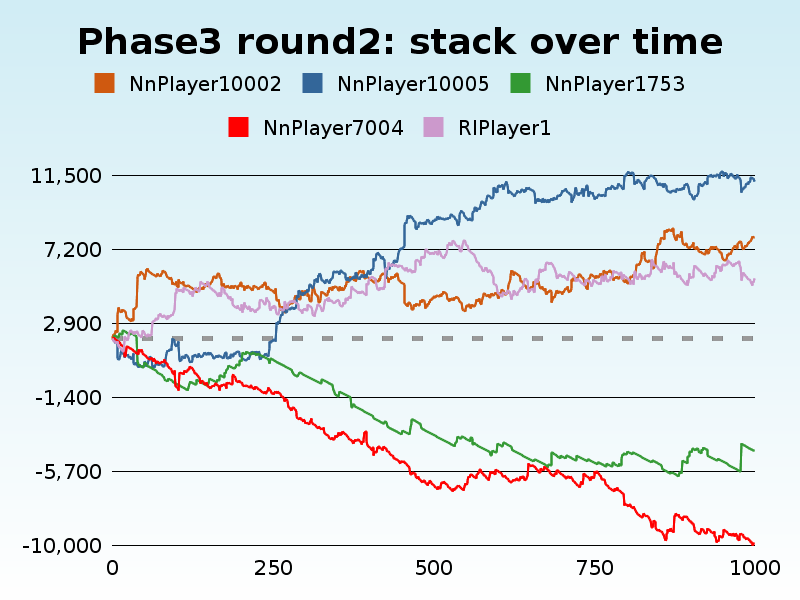 Phase3 round2: stack over time
NnPlayer10002 NnPlayer10005 NnPlayer1753
NnPlayer7004 RIPlayer1
11,500
7,200
2,900
-1,400
-5,700
-10,000
0 250 500 750 1000